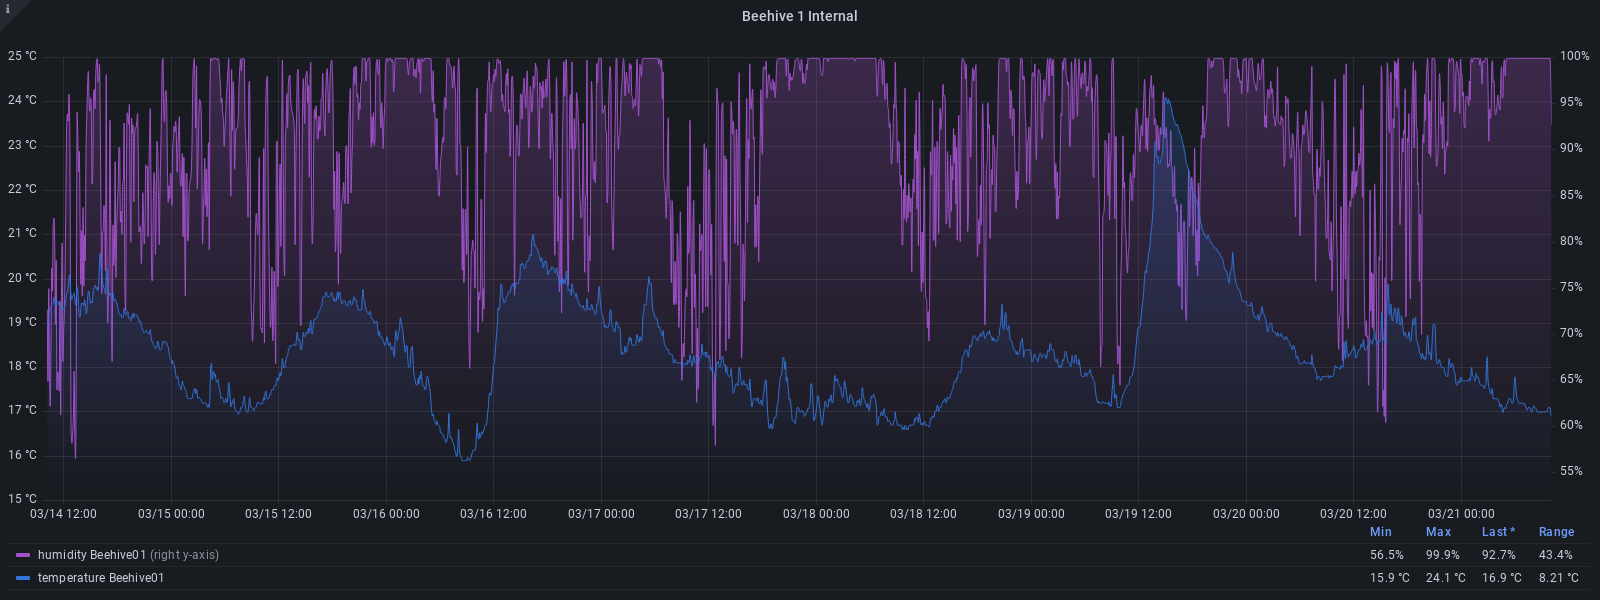 i
Beehive 1 Internal
25 °C
24 °C
23 °C
22 °C
21 °C
20 °C
19 °C
18 °C
17 °C
16 °C
15 °C
100%
95%
90%
85%
80%
75%
70%
65%
60%
55%
03/14 12:00 03/15 00:00 03/15 12:00 03/16 00:00 03/16 12:00 03/17 00:00 03/17 12:00 03/18 00:00 03/18 12:00 03/19 00:00 03/19 12:00 03/20 00:00 03/20 12:00 03/21 00:00
Min Max Last * Range
humidity Beehive01 (right y-axis) 56.5% 99.9% 92.7% 43.4%
temperature Beehive01 15.9 °C 24.1 °C 16.9 °C 8.21 °C